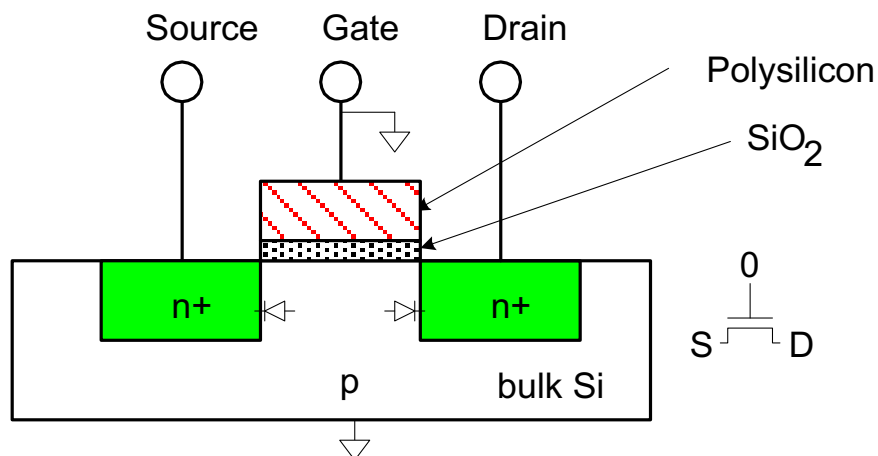 Source Gate Drain
Polysilicon
SiO2
n+ n+
0
S D
p bulk Si